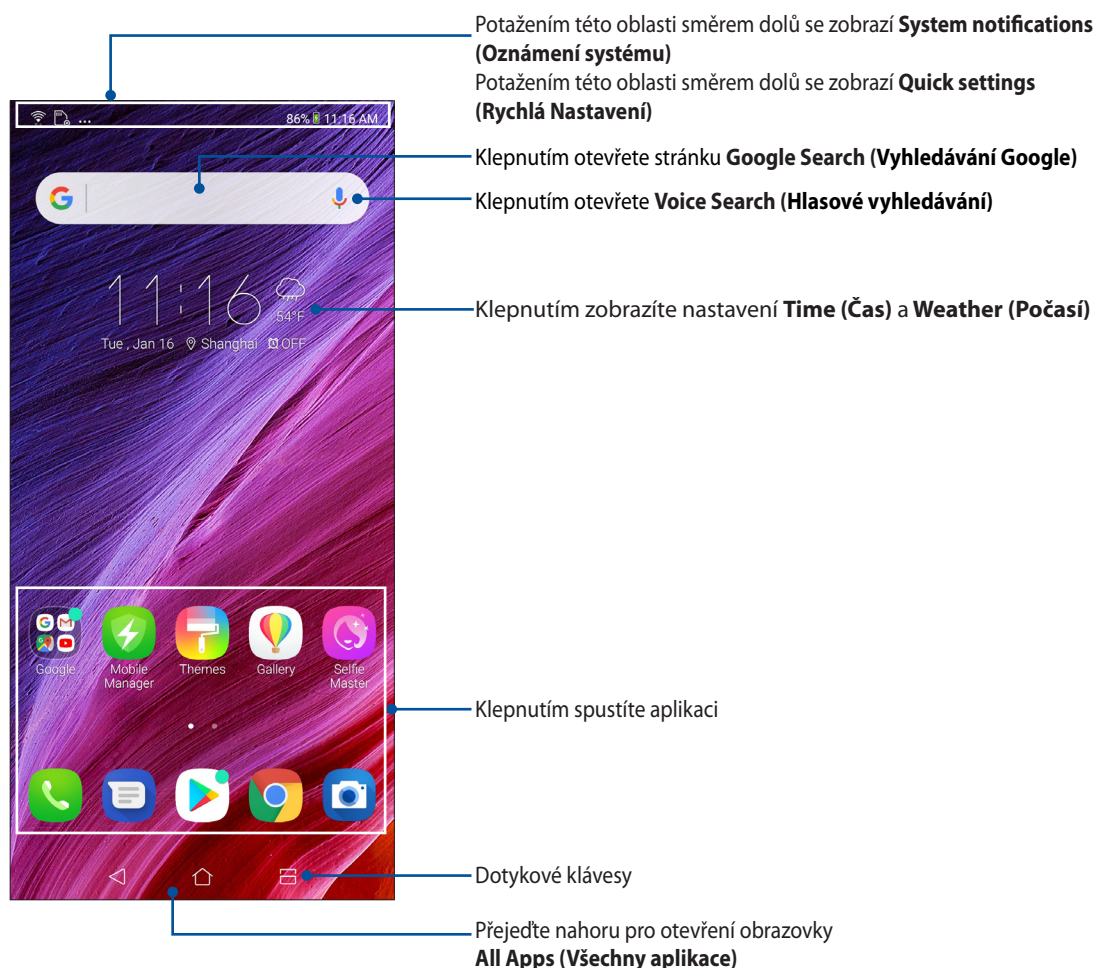 Potažením této oblasti směrem dolů se zobrazí System notifications
(Oznámení systému)
Potažením této oblasti směrem dolů se zobrazí Quick settings
(Rychlá Nastavení)
... 86% 11:16 AM
Klepnutím otevřete stránku Google Search (Vyhledávání Google)
G
Klepnutím otevřete Voice Search (Hlasové vyhledávání)
11:16
54°F
Klepnutím zobrazíte nastavení Time (Čas) a Weather (Počasí)
Tue , Jan 16 Shanghai OFF
Google
Mobile
Manager
Themes
Gallery
Selfie
Master
Klepnutím spustíte aplikaci
Dotykové klávesy
Přejeďte nahoru pro otevření obrazovky
All Apps (Všechny aplikace)